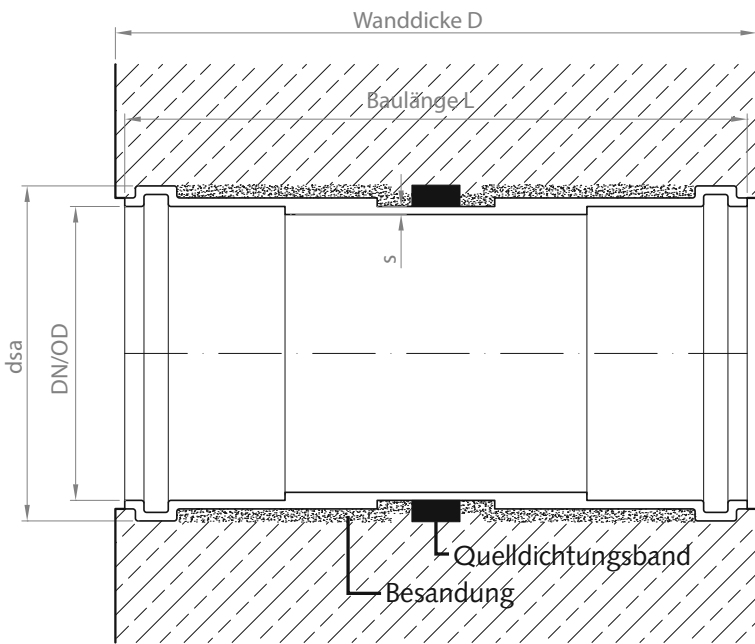 Wanddicke D
Baulänge L
s
dsa
DN/OD
Quelldichtungsband
Besandung